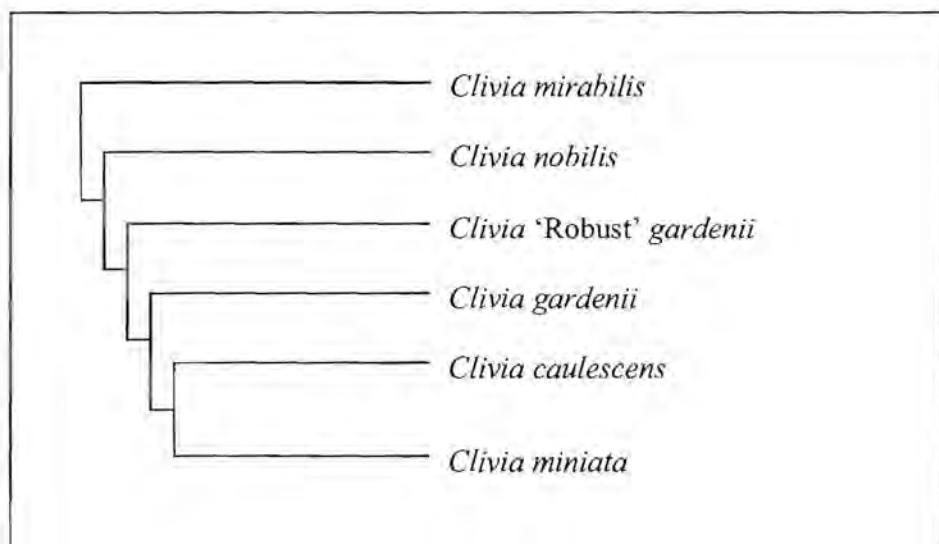 Clivia mirabilis
Clivia nobilis
Clivia ‘Robust’ gardenii
Clivia gardenii
Clivia caulescens
Clivia miniata